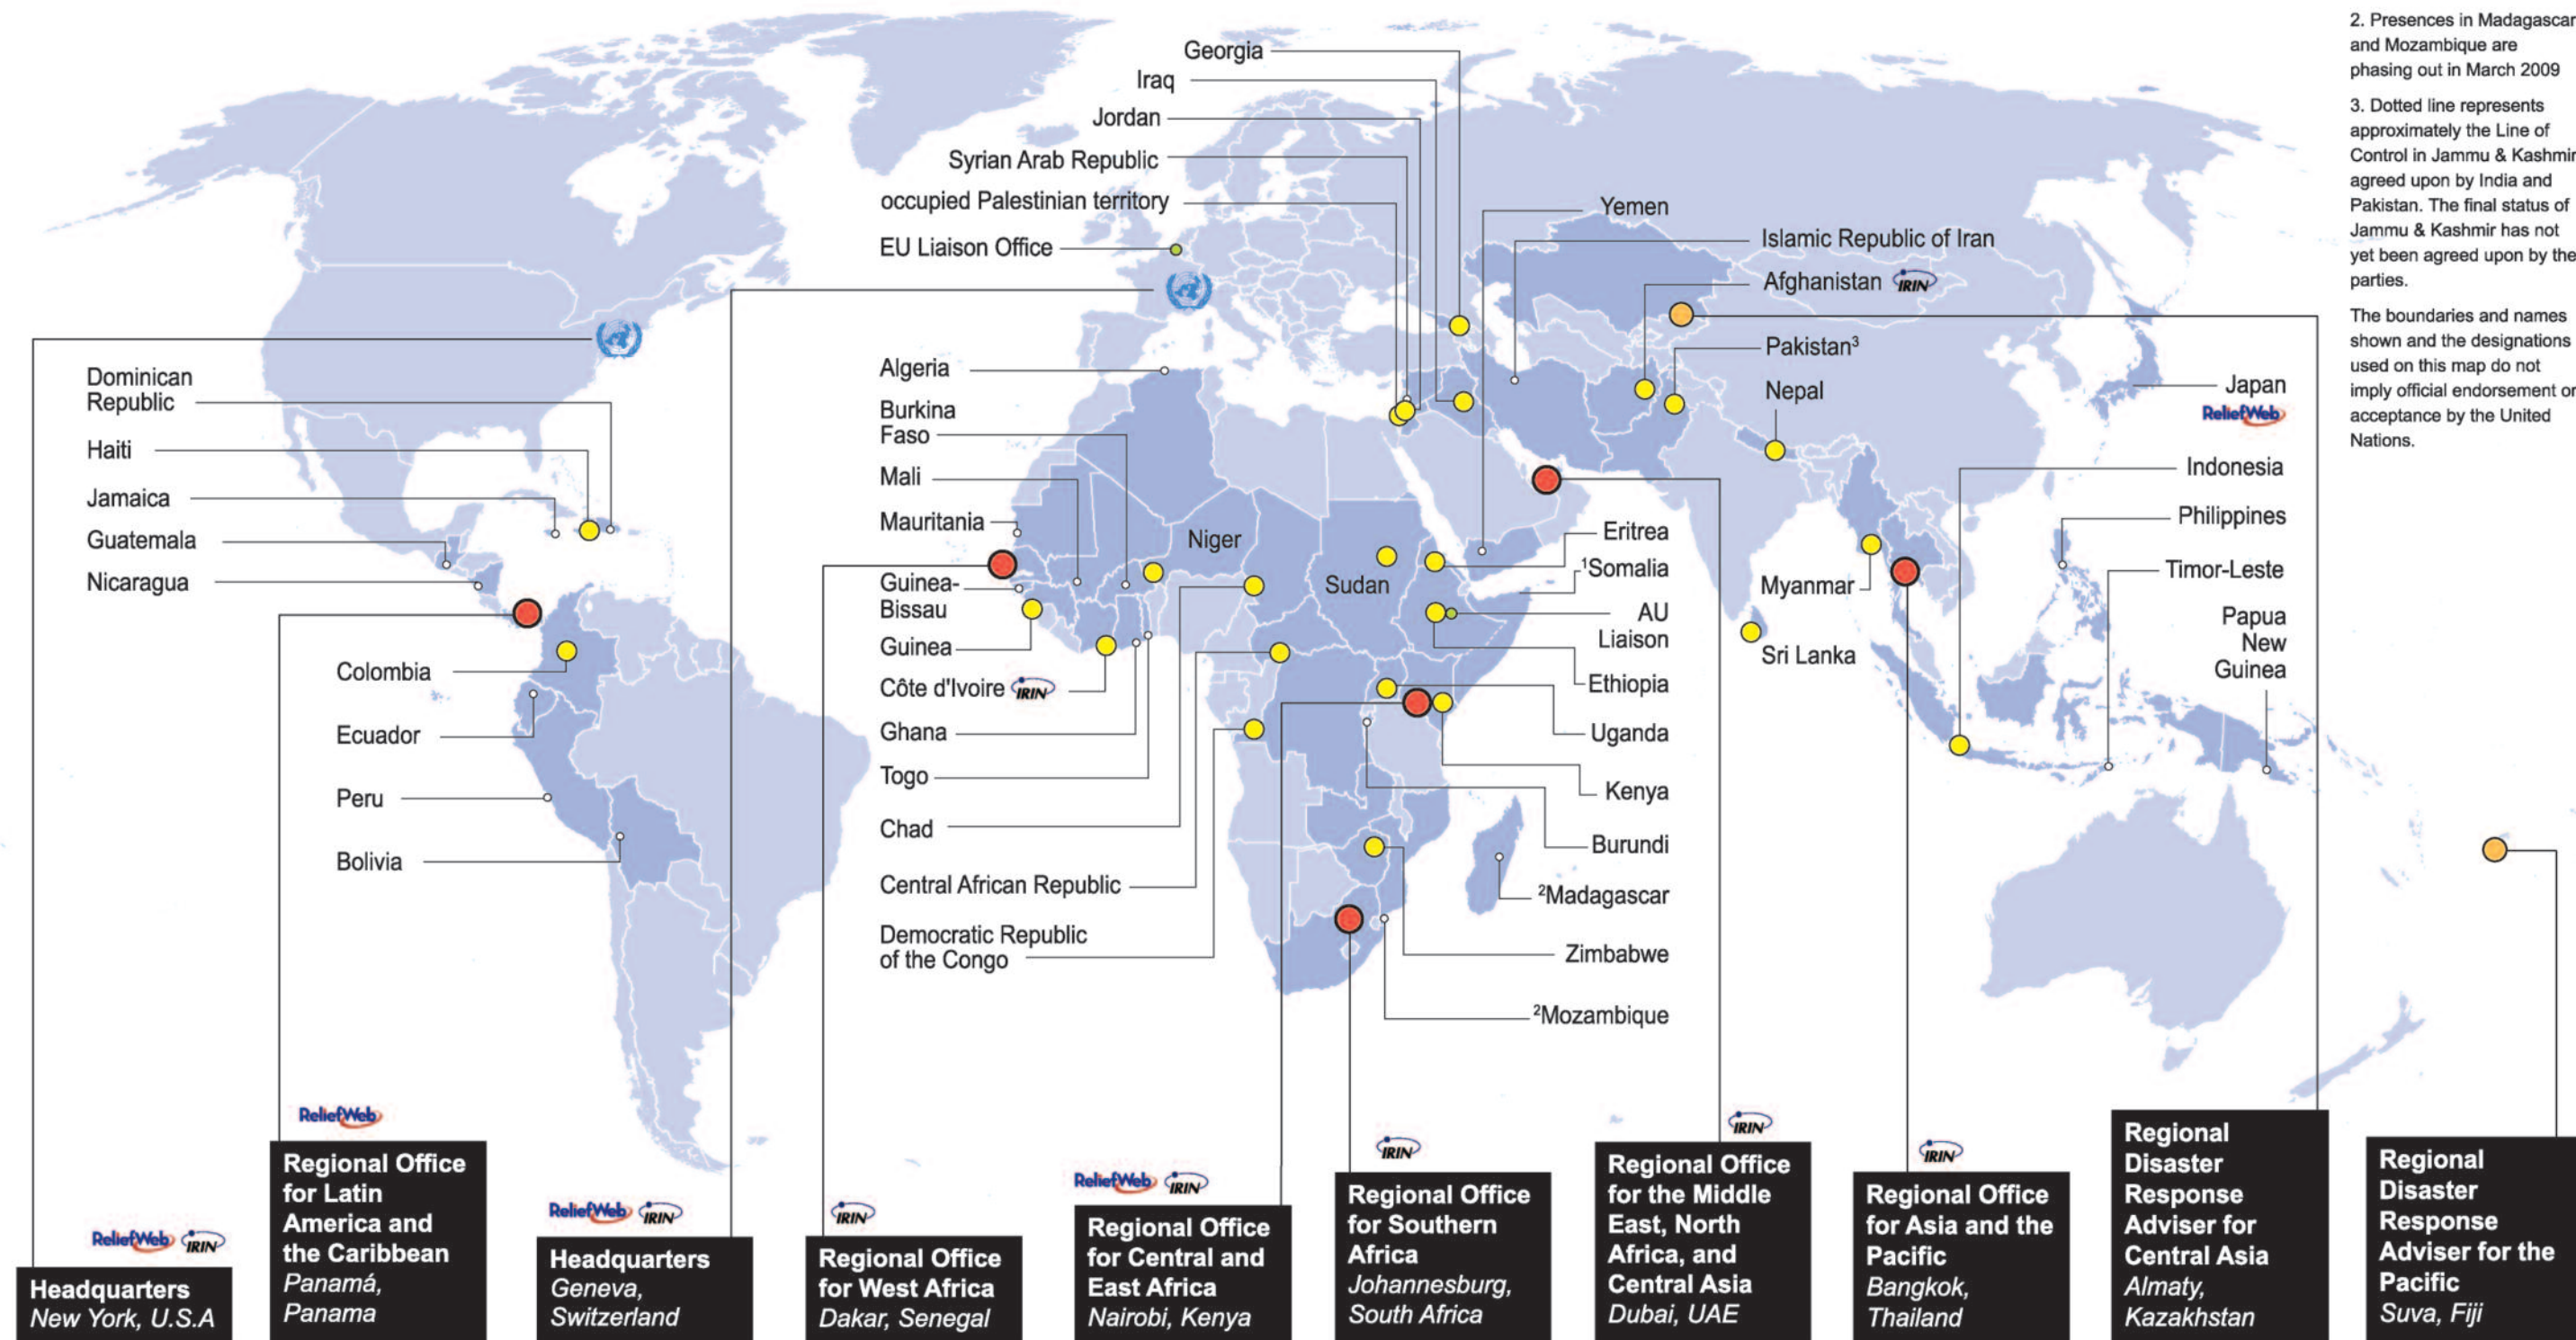 2. Presences in Madagascar
and Mozambique are
phasing out in March 2009
3. Dotted line represents
approximately the Line of
Control in Jammu & Kashmir
agreed upon by India and
Pakistan. The final status of
Jammu & Kashmir has not
yet been agreed upon by the
parties.
The boundaries and names
shown and the designations
used on this map do not
imply official endorsement or
acceptance by the United
Nations.
Georgia
Iraq
Jordan
Syrian Arab Republic
occupied Palestinian territory
EU Liaison Office
Yemen
Islamic Republic of Iran
Afghanistan IRIN
Pakistan³
Nepal
Japan
ReliefWeb
Indonesia
Philippines
Timor-Leste
Papua
New
Guinea
Myanmar
Sri Lanka
Dominican
Republic
Haiti
Jamaica
Guatemala
Nicaragua
Colombia
Ecuador
Peru
Bolivia
Algeria
Burkina
Faso
Mali
Mauritania
Niger
Guinea-
Bissau
Guinea
Côte d'Ivoire IRIN
Ghana
Togo
Chad
Central African Republic
Democratic Republic
of the Congo
Sudan
Eritrea
¹Somalia
AU
Liaison
Ethiopia
Uganda
Kenya
Burundi
²Madagascar
Zimbabwe
²Mozambique
ReliefWeb IRIN
Headquarters
New York, U.S.A
ReliefWeb
Regional Office
for Latin
America and
the Caribbean
Panamá,
Panama
ReliefWeb IRIN
Headquarters
Geneva,
Switzerland
IRIN
Regional Office
for West Africa
Dakar, Senegal
ReliefWeb IRIN
Regional Office
for Central and
East Africa
Nairobi, Kenya
IRIN
Regional Office
for Southern
Africa
Johannesburg,
South Africa
IRIN
Regional Office
for the Middle
East, North
Africa, and
Central Asia
Dubai, UAE
IRIN
Regional Office
for Asia and the
Pacific
Bangkok,
Thailand
Regional
Disaster
Response
Adviser for
Central Asia
Almaty,
Kazakhstan
Regional
Disaster
Response
Adviser for the
Pacific
Suva, Fiji